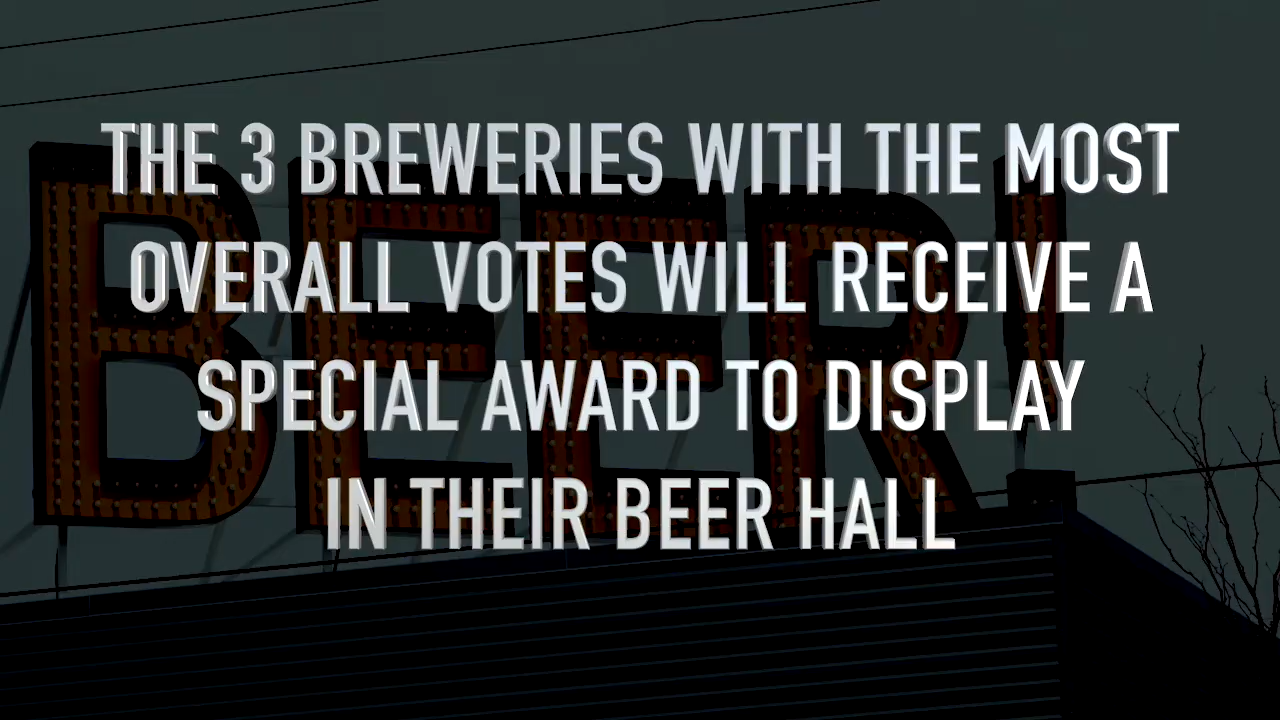 THE 3 BREWERIES WITH THE MOST
OVERALL VOTES WILL RECEIVE A
SPECIAL AWARD TO DISPLAY
IN THEIR BEER HALL
BEER!